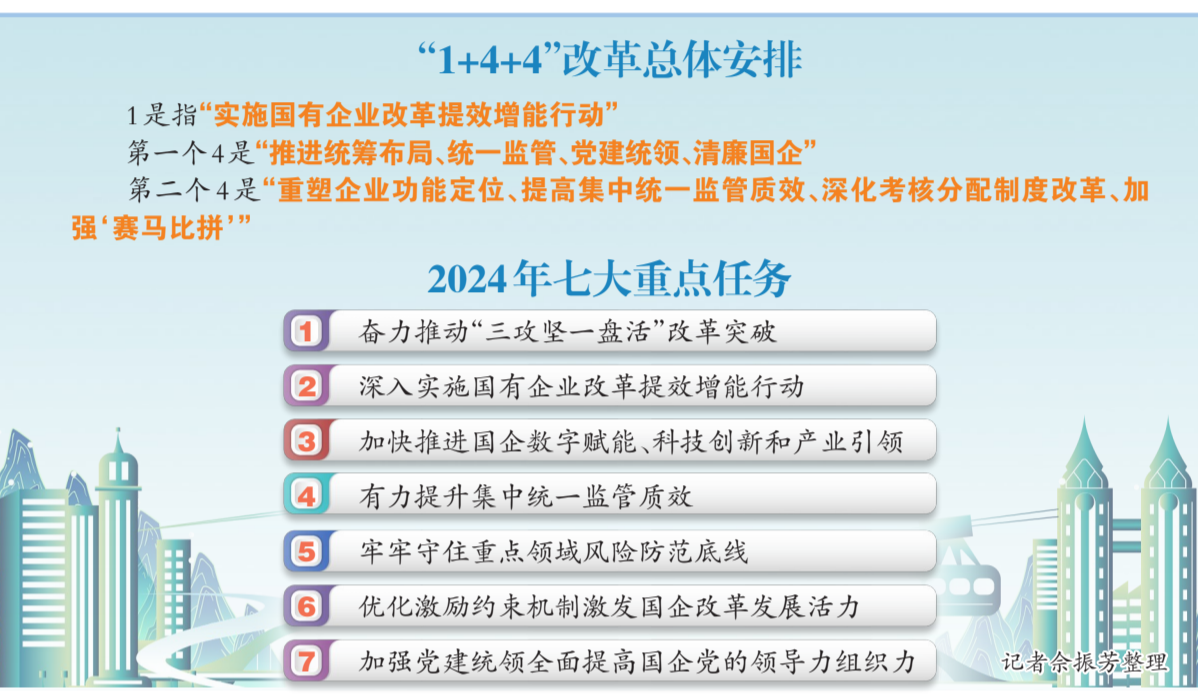 “1+4+4”改革总体安排
1是指“实施国有企业改革提效增能行动”
第一个4是“推进统筹布局、统一监管、党建统领、清廉国企”
第二个4是“重塑企业功能定位、提高集中统一监管质效、深化考核分配制度改革、加
强‘赛马比拼’”
2024年七大重点任务
1 奋力推动“三攻坚一盘活”改革突破
2 深入实施国有企业改革提效增能行动
3 加快推进国企数字赋能、科技创新和产业引领
4 有力提升集中统一监管质效
5 牢牢守住重点领域风险防范底线
6 优化激励约束机制激发国企改革发展活力
7 加强党建统领全面提高国企党的领导力组织力
记者佘振芳整理